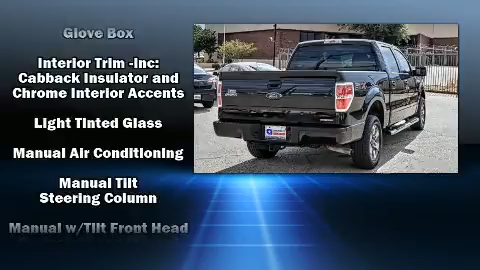 Glove Box
Interior Trim -Inc:
Cabback Insulator and
Chrome Interior Accents
Light Tinted Glass
Manual Air Conditioning
Manual Tilt
Steering Column
Manual w/Tilt Front Head